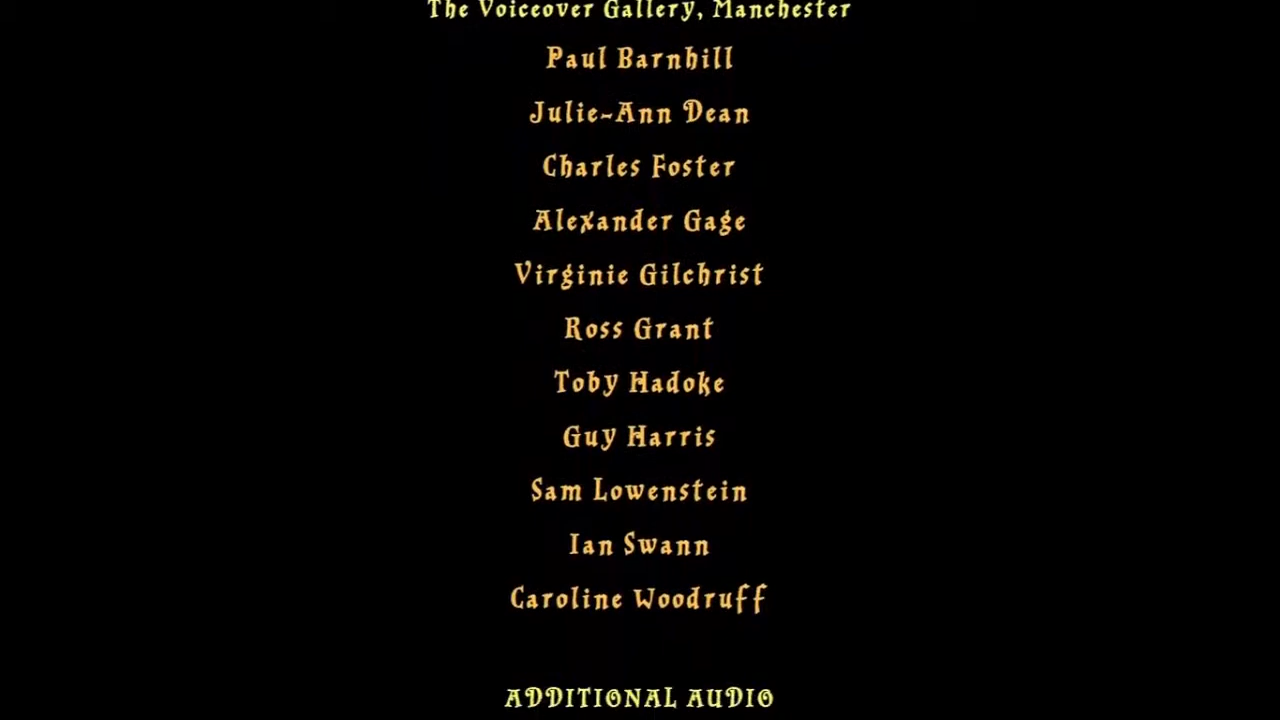 The Voiceover Gallery, Manchester
Paul Barnhill
Julie-Ann Dean
Charles Foster
Alexander Gage
Virginie Gilchrist
Ross Grant
Toby Hadoke
Guy Harris
Sam Lowenstein
Ian Swann
Caroline Woodruff
ADDITIONAL AUDIO